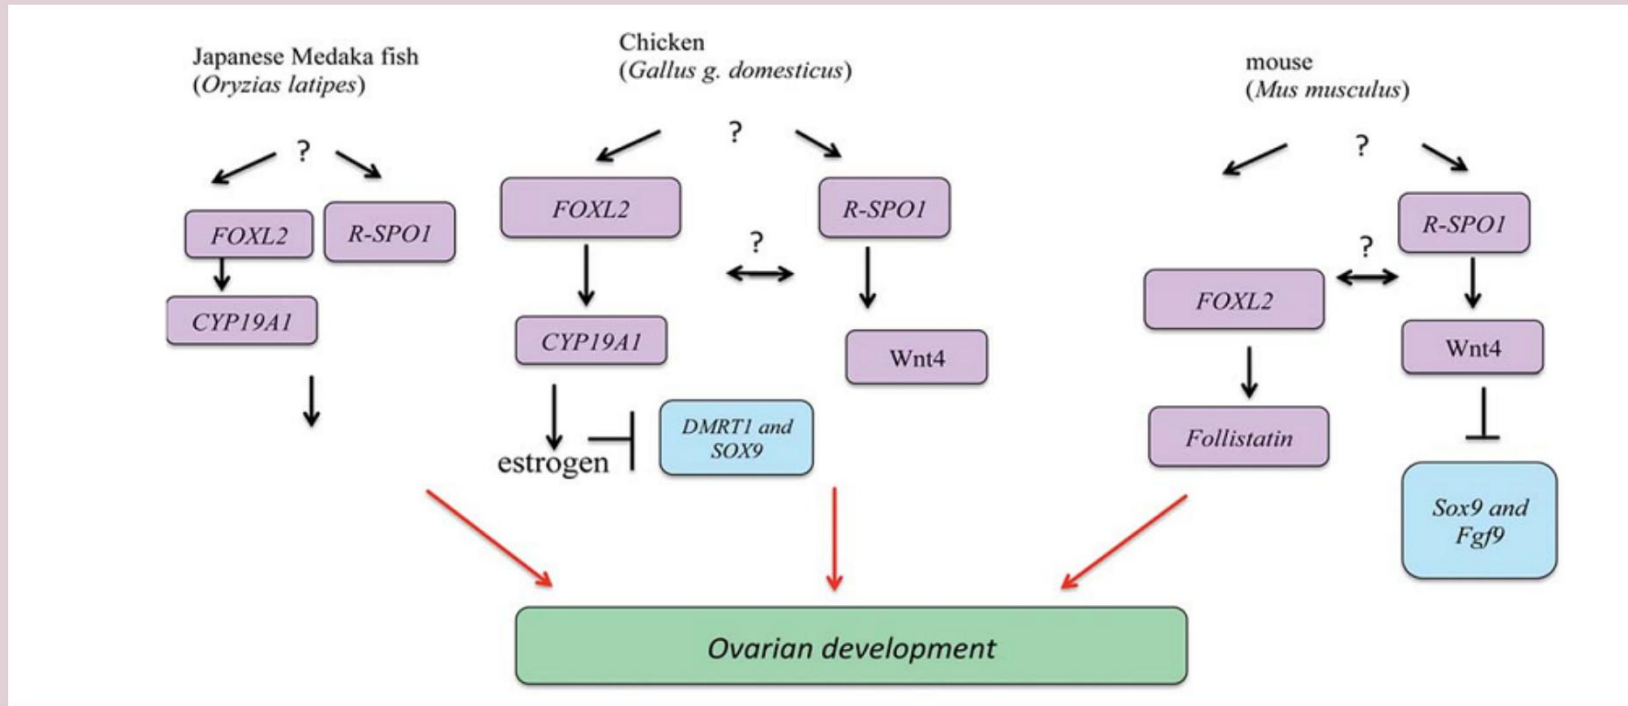 Japanese Medaka fish
(Oryzias latipes)
?
FOXL2
R-SPO1
CYP19A1
Chicken
(Gallus g. domesticus)
?
FOXL2
R-SPO1
?
CYP19A1
Wnt4
estrogen
DMRT1 and
SOX9
mouse
(Mus musculus)
?
R-SPO1
?
FOXL2
Wnt4
Follistatin
Sox9 and
Fgf9
Ovarian development